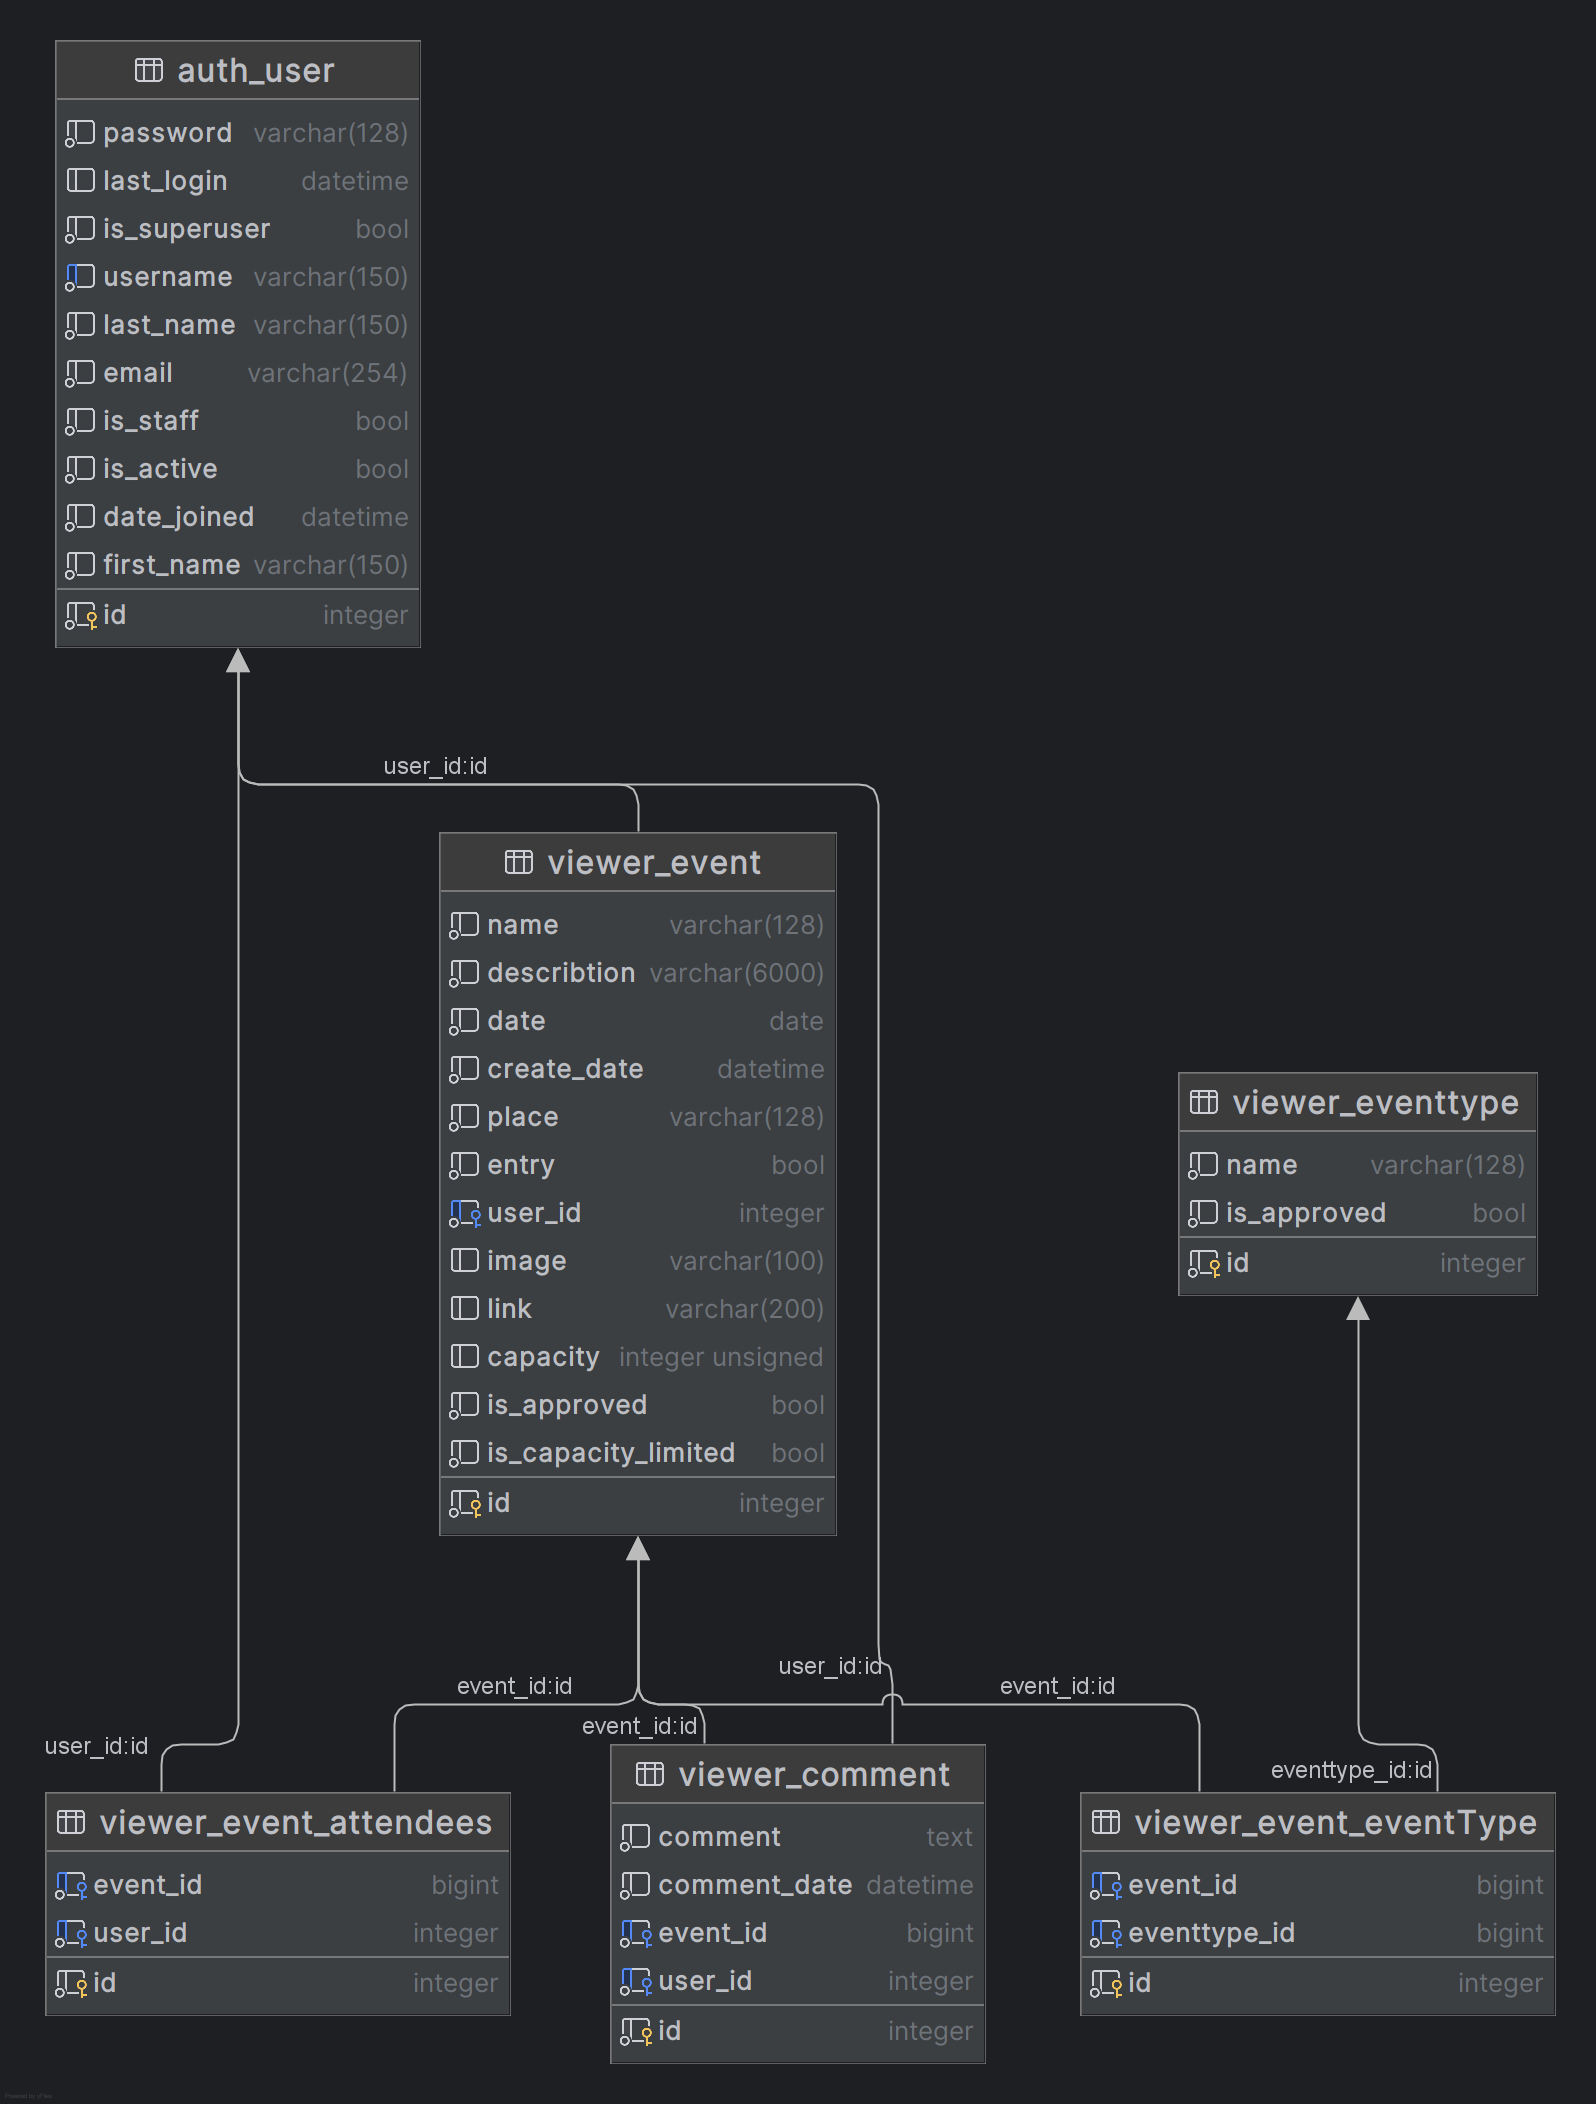 auth_user
password varchar(128)
last_login datetime
is_superuser bool
username varchar(150)
last_name varchar(150)
email varchar(254)
is_staff bool
is_active bool
date_joined datetime
first_name varchar(150)
id integer
user_id:id
viewer_event
name varchar(128)
describtion varchar(6000)
date date
create_date datetime
place varchar(128)
entry bool
user_id integer
image varchar(100)
link varchar(200)
capacity integer unsigned
is_approved bool
is_capacity_limited bool
id integer
viewer_eventtype
name varchar(128)
is_approved bool
id integer
user_id:id
event_id:id
event_id:id
event_id:id
user_id:id
eventtype_id:id
viewer_event_attendees
event_id bigint
user_id integer
id integer
viewer_comment
comment text
comment_date datetime
event_id bigint
user_id integer
id integer
viewer_event_eventType
event_id bigint
eventtype_id bigint
id integer